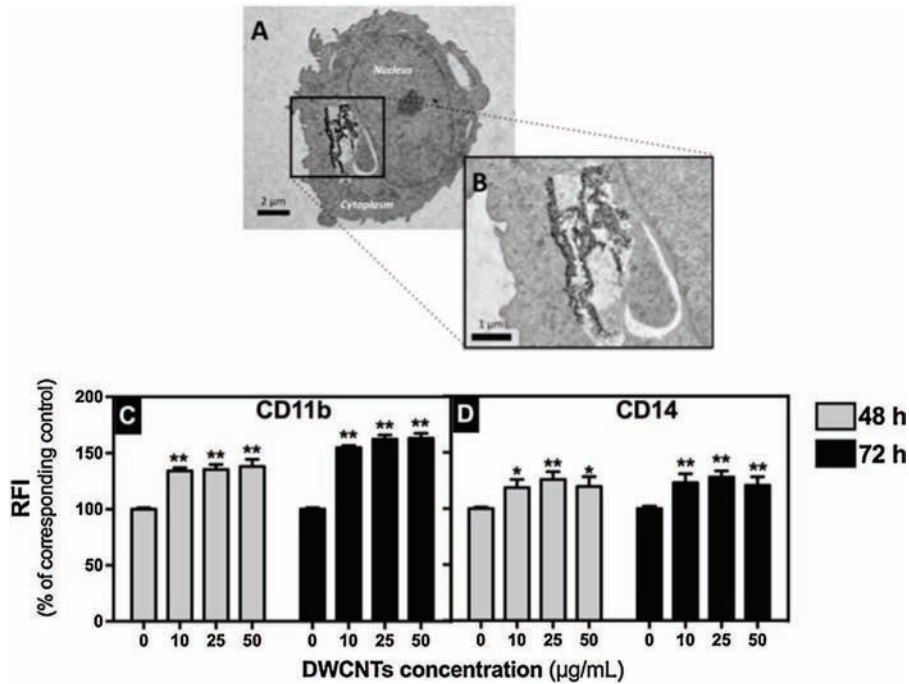 A
Nucleus
Cytoplasm
2 µm
B
1 µm
C
CD11b
D
CD14
48 h
72 h
RFI
(% of corresponding control)
200
150
100
50
0
** ** ** ** ** ** * ** * ** ** **
0 10 25 50 0 10 25 50 0 10 25 50 0 10 25 50
DWCNTs concentration (µg/mL)